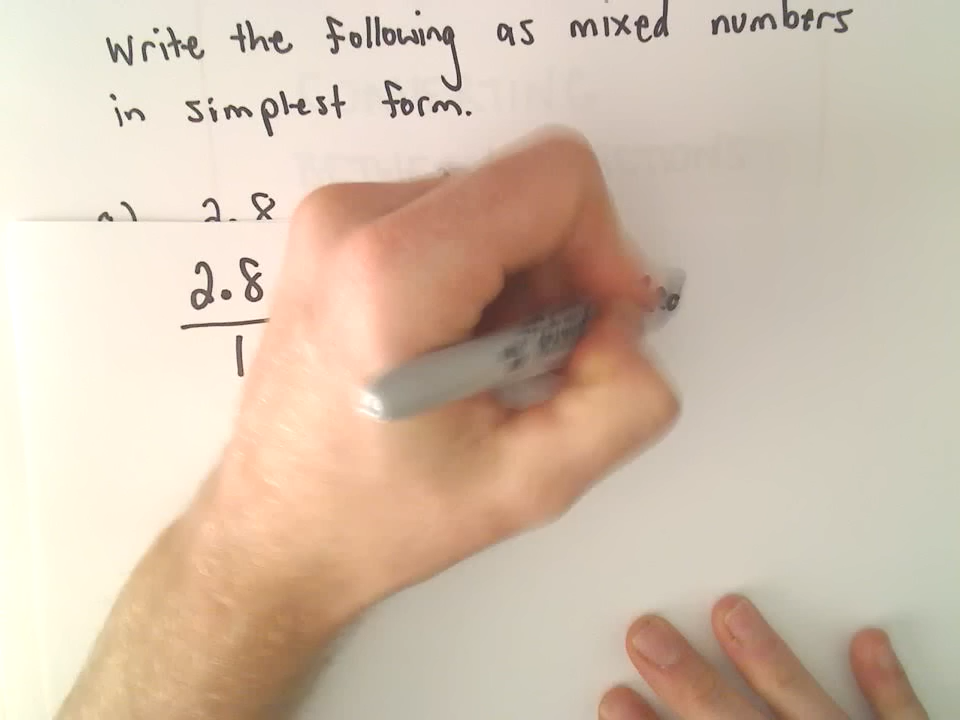 Write the following as mixed numbers
in simplest form.
a) 2.8
2.8
1